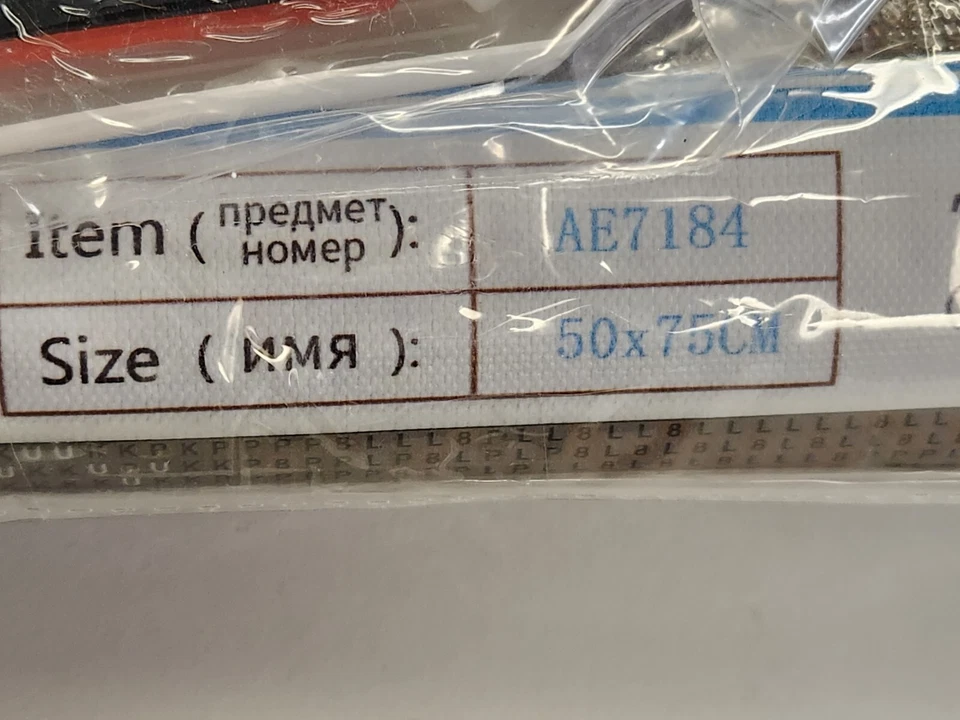 Item ( предмет номер ): AE7184
Size ( имя ): 50x75CM